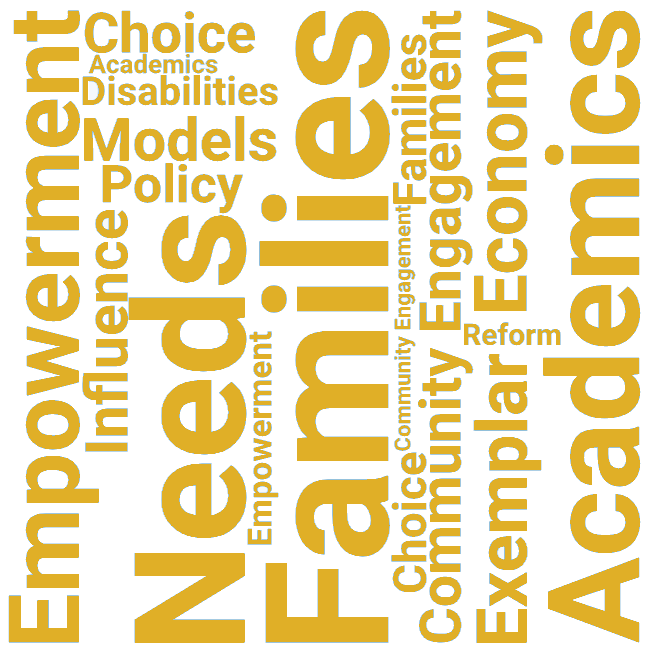 Empowerment
Choice
Academics
Disabilities
Models
Policy
Influence
Needs
Empowerment
Families
Families
Community Engagement
Choice
Community Engagement
Economy
Reform
Exemplar
Academics